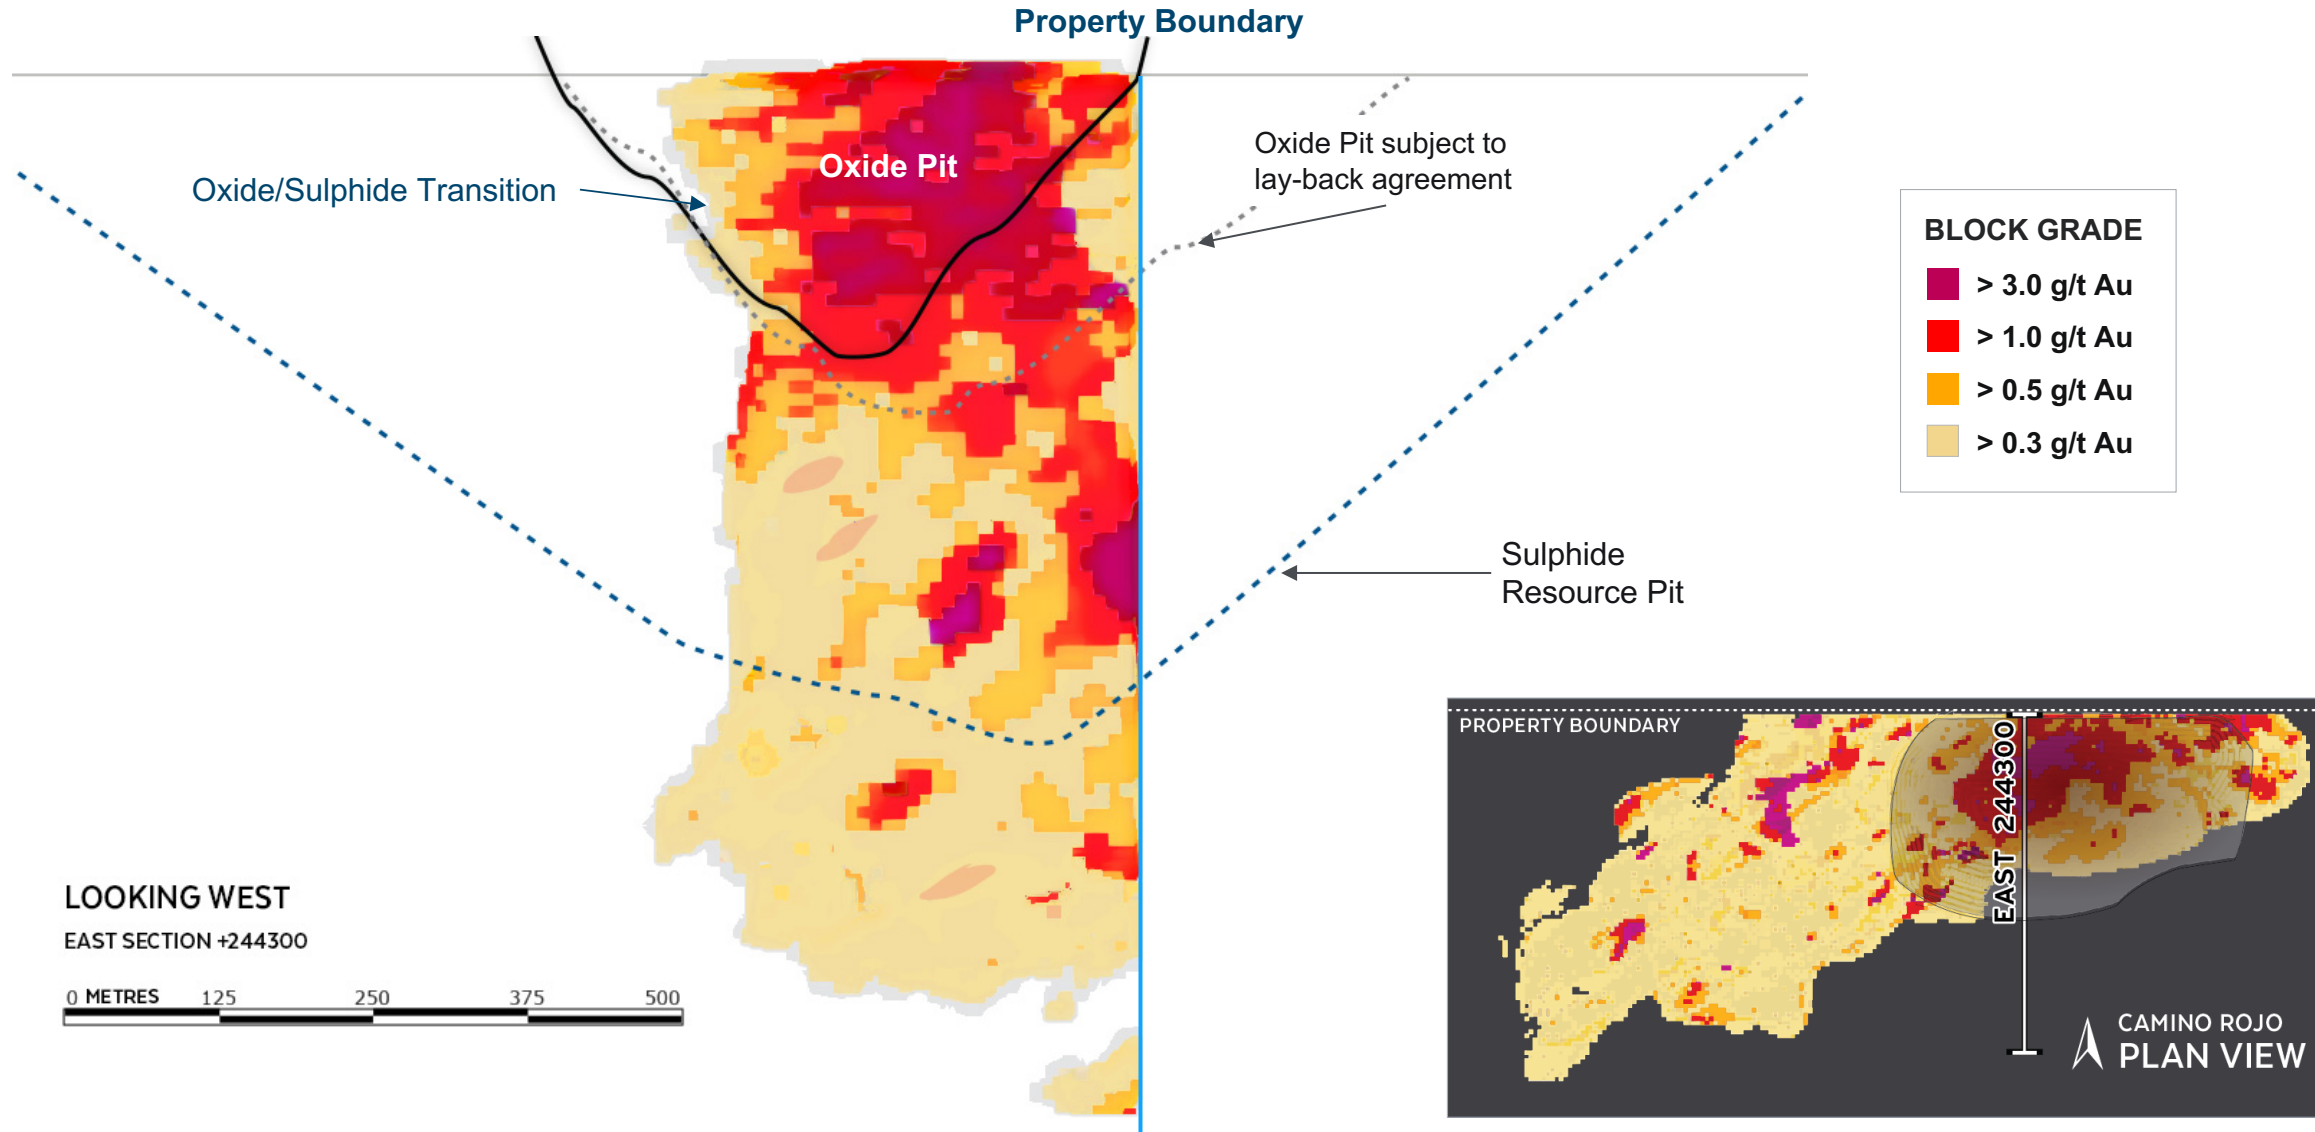 Property Boundary
Oxide Pit
Oxide/Sulphide Transition
Oxide Pit subject to
lay-back agreement
BLOCK GRADE
> 3.0 g/t Au
> 1.0 g/t Au
> 0.5 g/t Au
> 0.3 g/t Au
Sulphide
Resource Pit
LOOKING WEST
EAST SECTION +244300
0 METRES 125 250 375 500
PROPERTY BOUNDARY
EAST 244300
CAMINO ROJO
PLAN VIEW